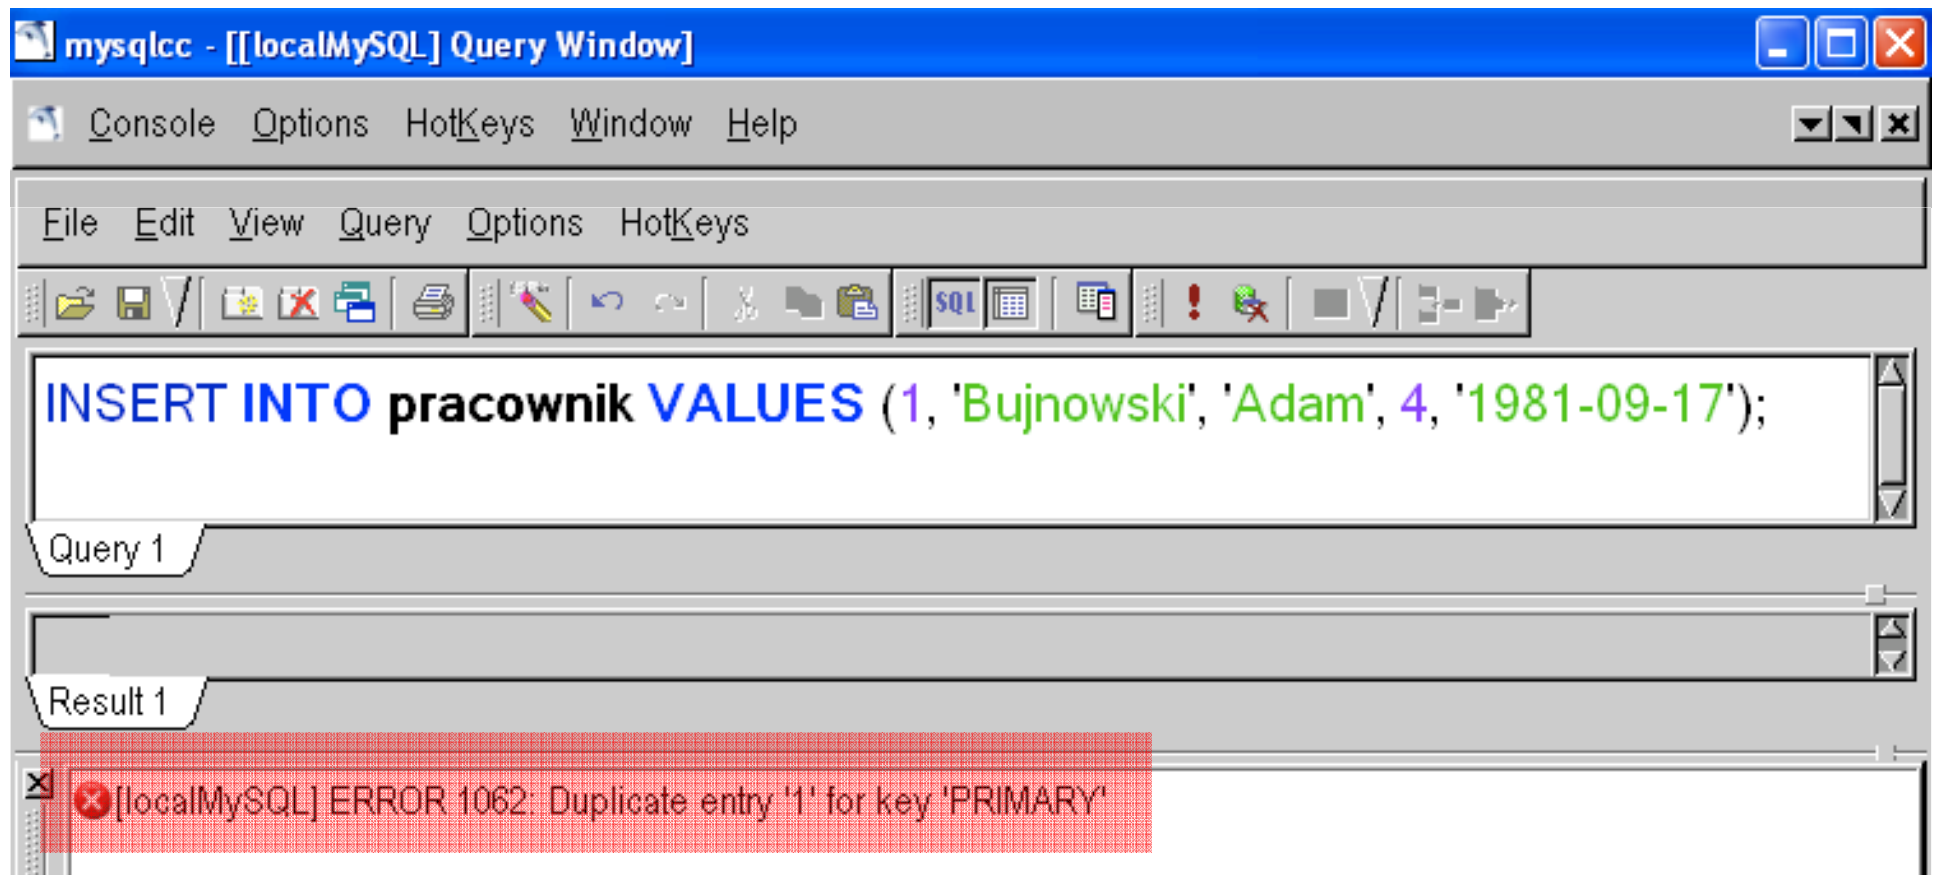 mysqlcc - [[localMySQL] Query Window]
Console Options HotKeys Window Help
File Edit View Query Options HotKeys
SQL
INSERT INTO pracownik VALUES (1, 'Bujnowski', 'Adam', 4, '1981-09-17');
Query 1
Result 1
[localMySQL] ERROR 1062: Duplicate entry '1' for key 'PRIMARY'